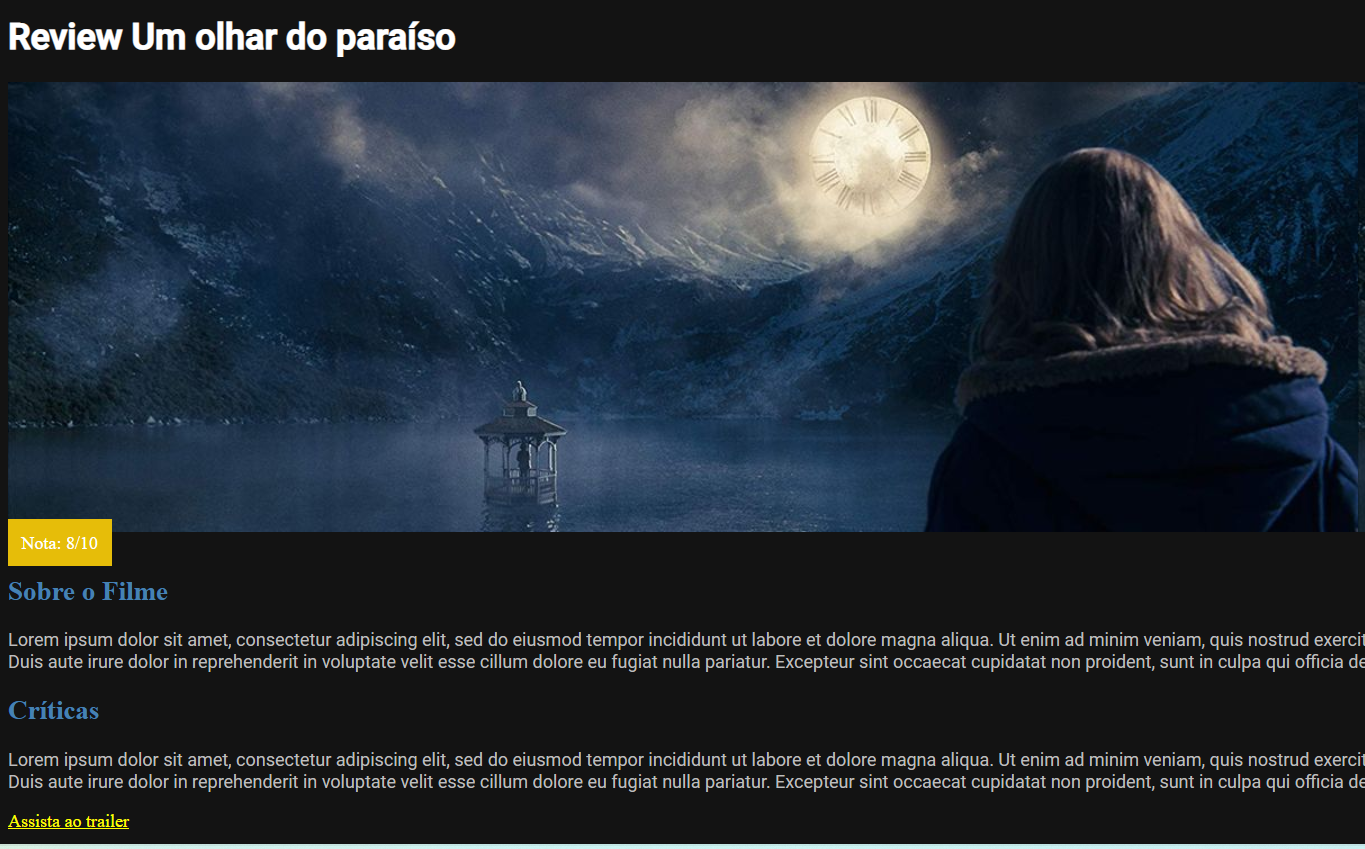 Review Um olhar do paraíso
Nota: 8/10
Sobre o Filme
Lorem ipsum dolor sit amet, consectetur adipiscing elit, sed do eiusmod tempor incididunt ut labore et dolore magna aliqua. Ut enim ad minim veniam, quis nostrud
Duis aute irure dolor in reprehenderit in voluptate velit esse cillum dolore eu fugiat nulla pariatur. Excepteur sint occaecat cupidatat non proident, sunt in culpa qui officia
Críticas
Lorem ipsum dolor sit amet, consectetur adipiscing elit, sed do eiusmod tempor incididunt ut labore et dolore magna aliqua. Ut enim ad minim veniam, quis nostrud
Duis aute irure dolor in reprehenderit in voluptate velit esse cillum dolore eu fugiat nulla pariatur. Excepteur sint occaecat cupidatat non proident, sunt in culpa qui officia
Assista ao trailer